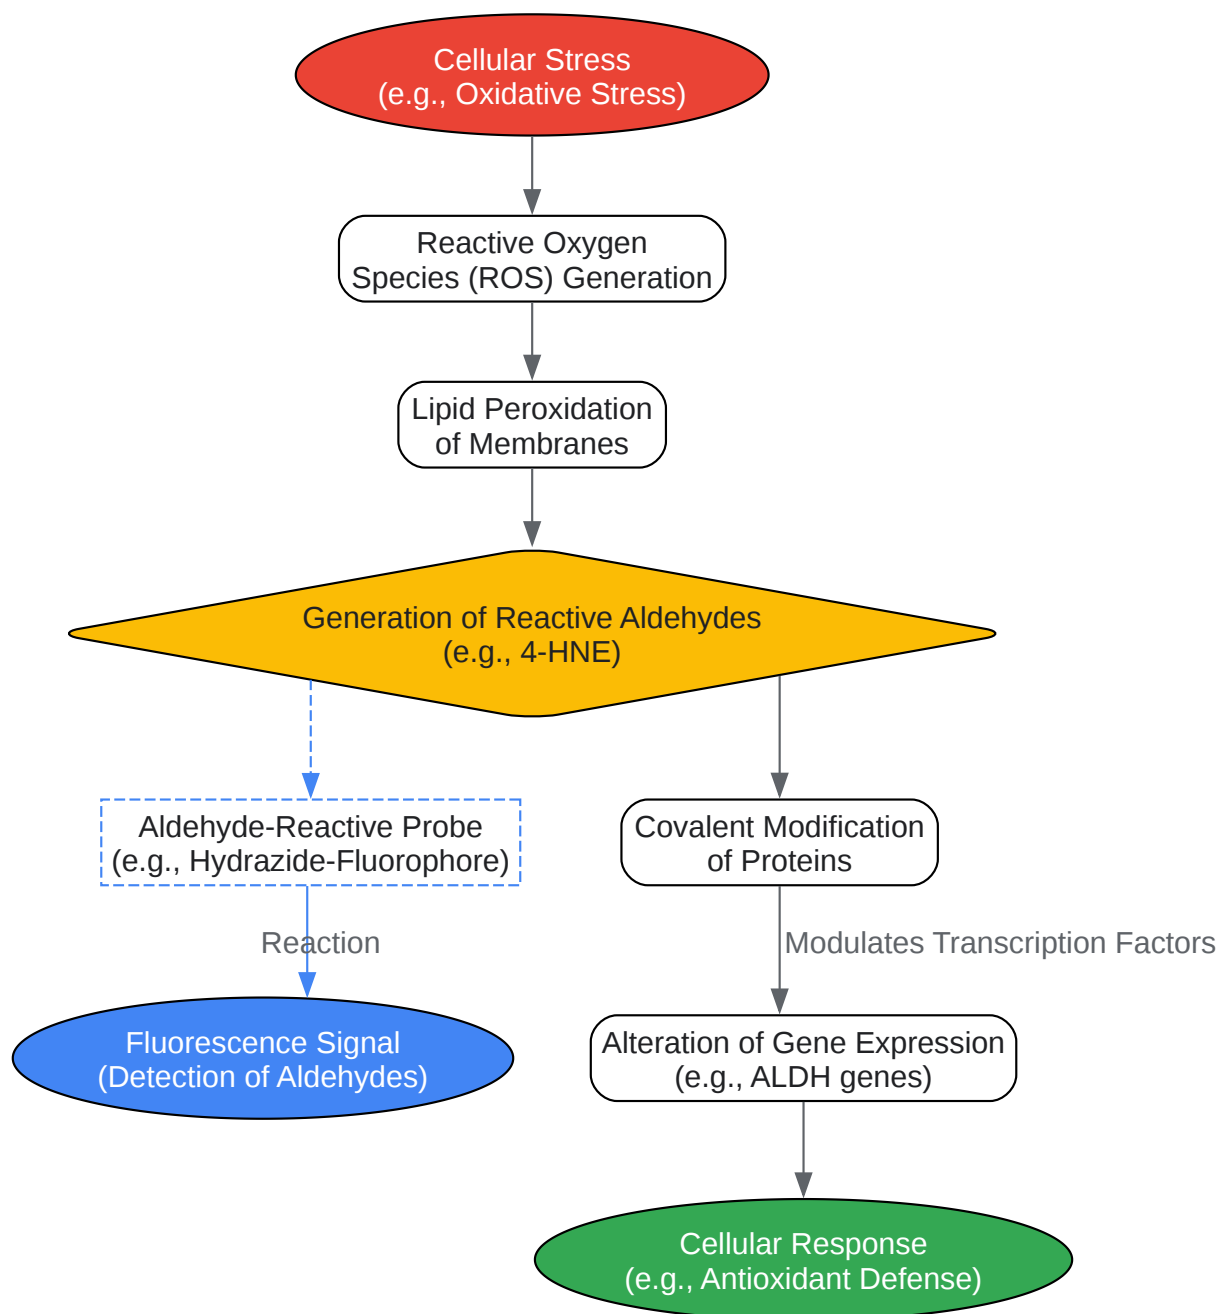 Cellular Stress
(e.g., Oxidative Stress)
Reactive Oxygen
Species (ROS) Generation
Lipid Peroxidation
of Membranes
Generation of Reactive Aldehydes
(e.g., 4-HNE)
Aldehyde-Reactive Probe
(e.g., Hydrazide-Fluorophore)
Covalent Modification
of Proteins
Reaction
Modulates Transcription Factors
Fluorescence Signal
(Detection of Aldehydes)
Alteration of Gene Expression
(e.g., ALDH genes)
Cellular Response
(e.g., Antioxidant Defense)